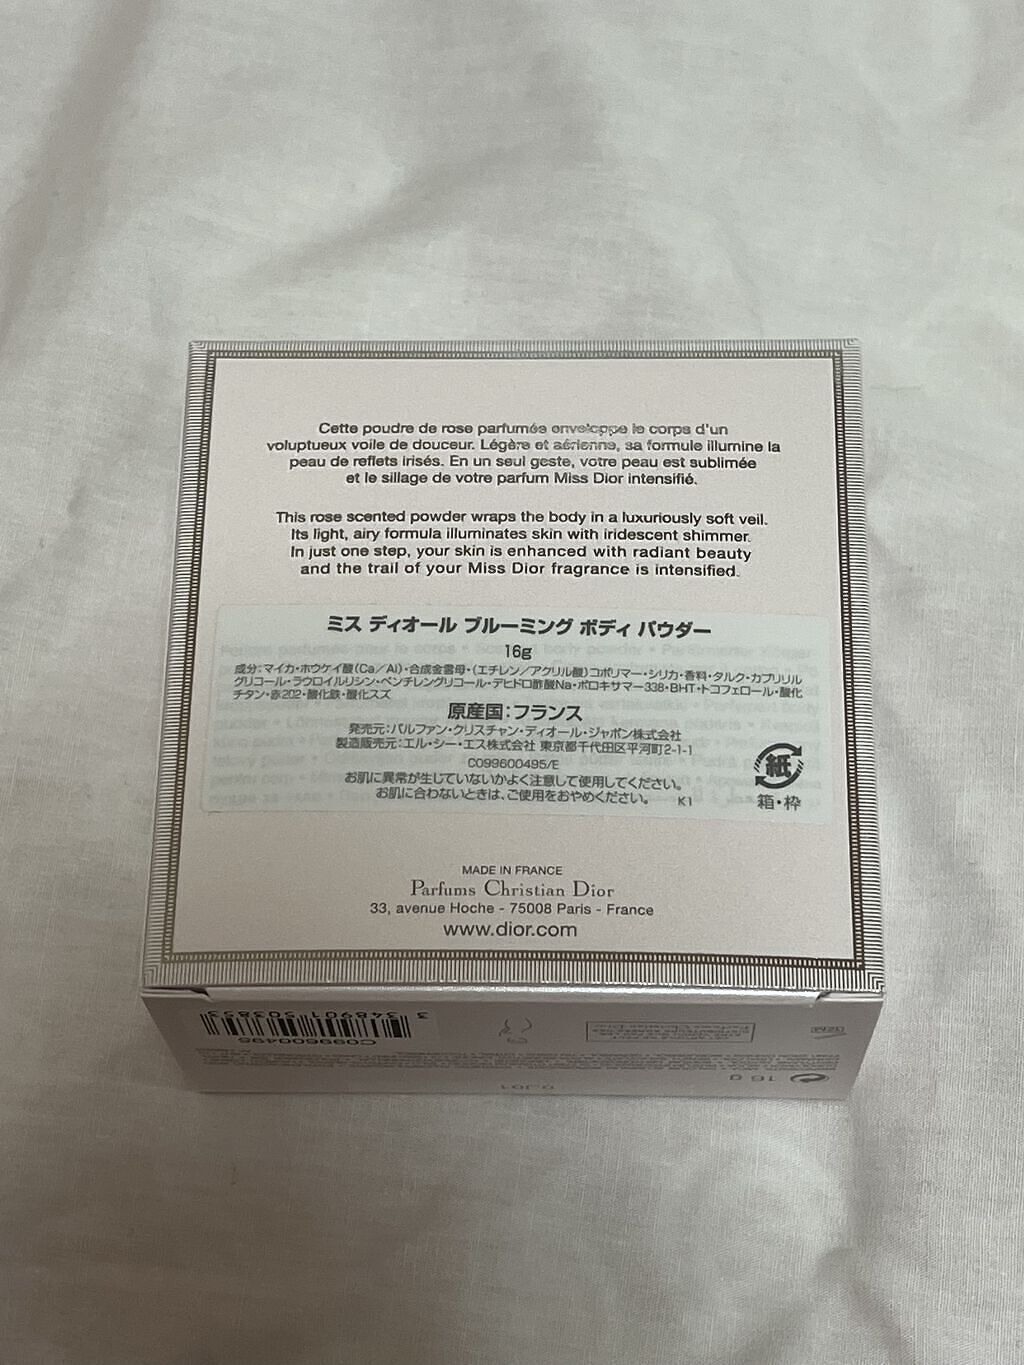 Cette poudre de rose parfumée enveloppe le corps d'un
voluptueux voile de douceur. Légère et aérienne, sa formule illumine la
peau de reflets irisés. En un seul geste, votre peau est sublimée
et le sillage de votre parfum Miss Dior intensifié.
This rose scented powder wraps the body in a luxuriously soft veil.
Its light, airy formula illuminates skin with iridescent shimmer.
In just one step, your skin is enhanced with radiant beauty
and the trail of your Miss Dior fragrance is intensified.
ミス ディオール ブルーミング ボディ パウダー
16g
成分:マイカ・ホウケイ酸(Ca/Al)・合成金雲母・(エチレン/アクリル酸)コポリマー・シリカ・香料・タルク・カプリリル
グリコール・ラウロイルリシン・ペンチレングリコール・デヒドロ酢酸Na・ポロキサマー338・BHT・トコフェロール・酸化
チタン・赤202・酸化鉄・酸化スズ
原産国:フランス
発売元:パルファン・クリスチャン・ディオール・ジャポン株式会社
製造販売元:エル・シー・エス株式会社 東京都千代田区平河町2-1-1
C099600495/E
お肌に異常が生じていないかよく注意して使用してください。
お肌に合わないときは、ご使用をおやめください。 K1
紙
箱・枠
MADE IN FRANCE
Parfums Christian Dior
33, avenue Hoche - 75008 Paris - France
www.dior.com
3 348901 503853
C099600495
16 g